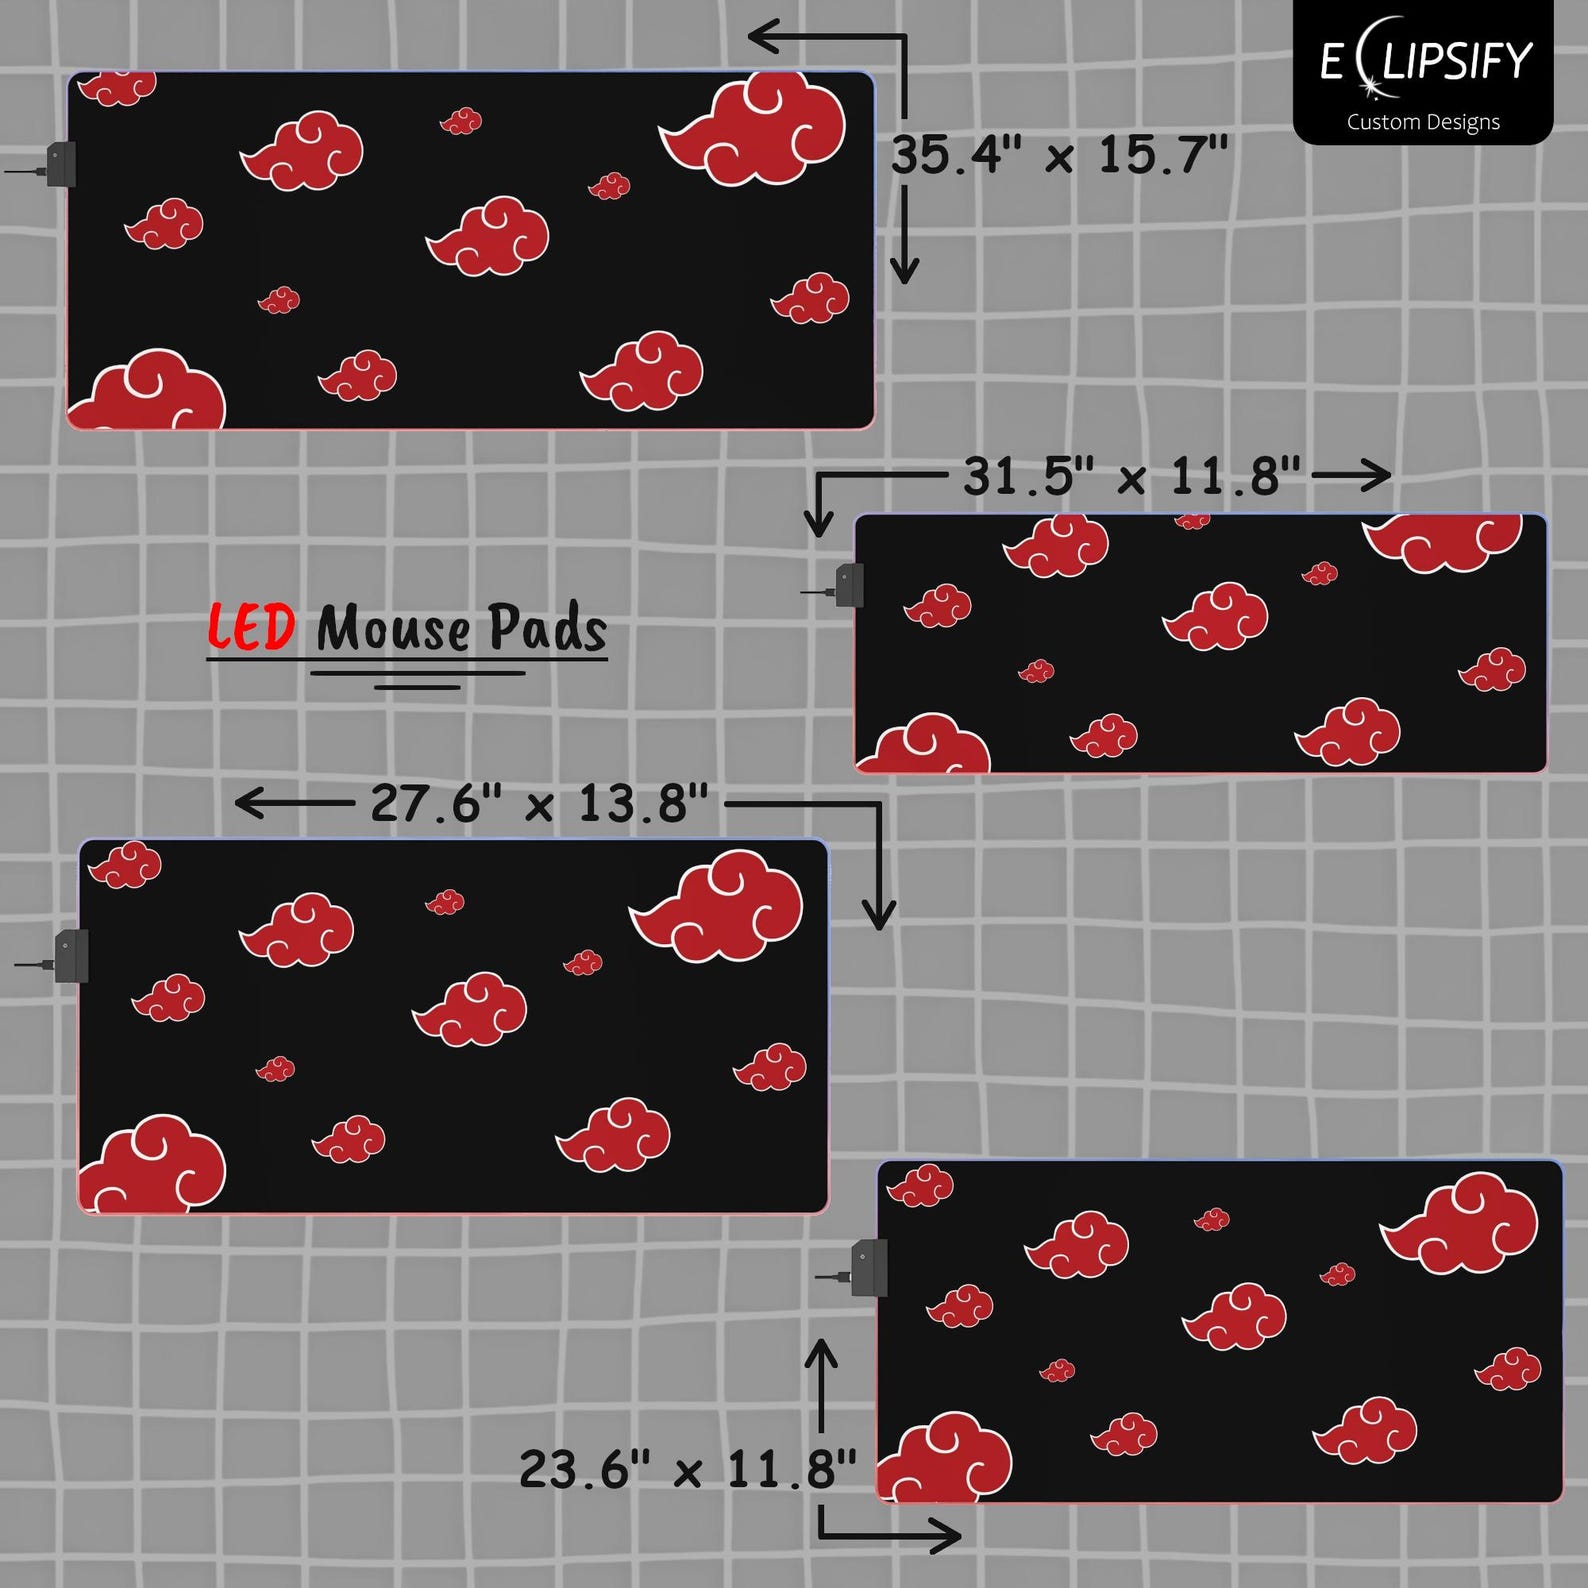 ECLIPSIFY
Custom Designs
35.4" x 15.7"
31.5" x 11.8"
LED Mouse Pads
27.6" x 13.8"
23.6" x 11.8"